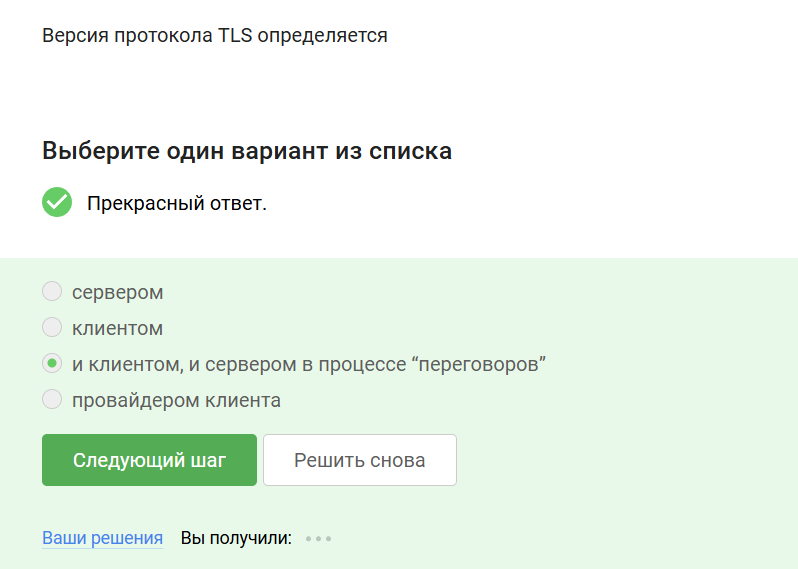 Версия протокола TLS определяется
Выберите один вариант из списка
Прекрасный ответ.
сервером
клиентом
и клиентом, и сервером в процессе “переговоров”
провайдером клиента
Следующий шаг
Решить снова
Ваши решения
Вы получили: